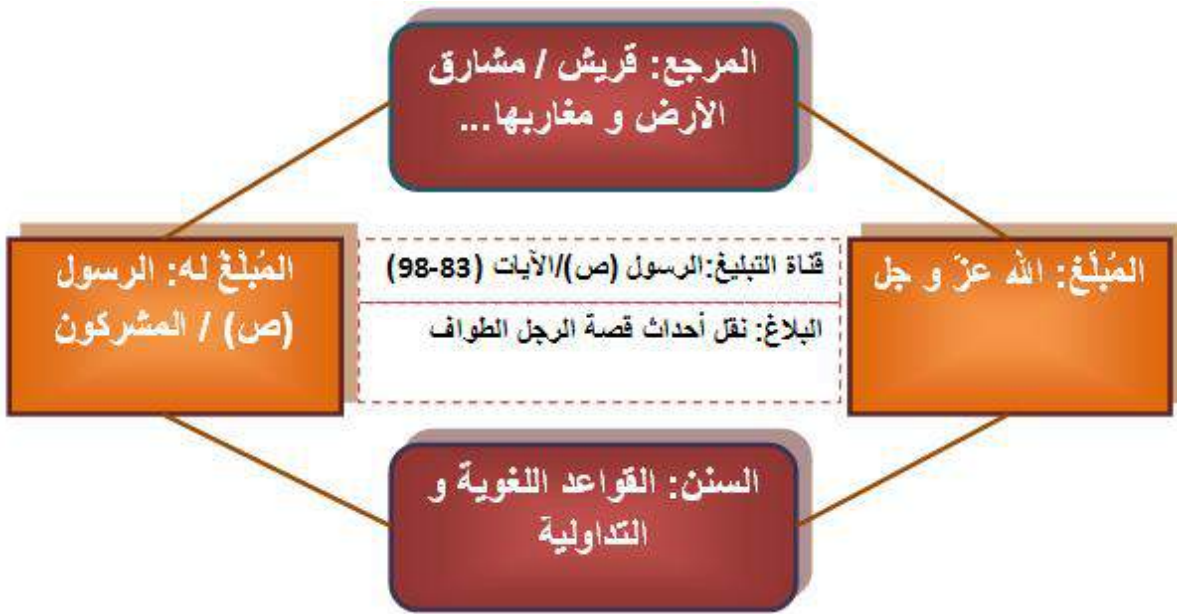 المرجع: قريش / مشارق
الأرض و مغاربها...
المُبلِّغ: الله عزّ و جل
قناة التبليغ:الرسول (ص)/الآيات (83-98)
البلاغ: نقل أحداث قصة الرجل الطواف
المُبلَّغ له: الرسول
(ص) / المشركون
السنن: القواعد اللغوية و
التداولية